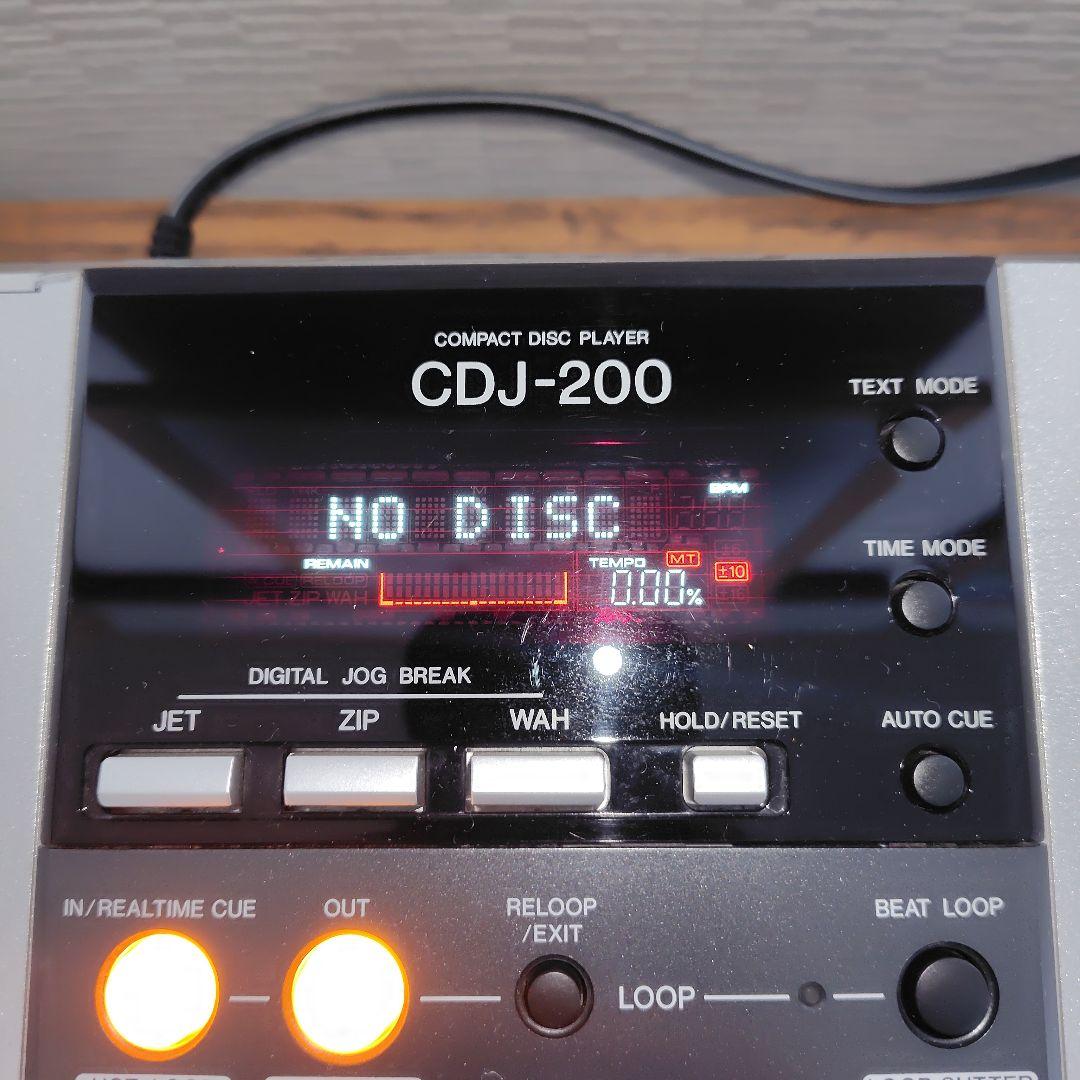 COMPACT DISC PLAYER
CDJ-200
TEXT MODE
NO DISC
BPM
TIME MODE
REMAIN
TEMPO
MT
±10
0.00%
JET ZIP WAH
DIGITAL JOG BREAK
JET
ZIP
WAH
HOLD/RESET
AUTO CUE
IN/REALTIME CUE
OUT
RELOOP
/EXIT
BEAT LOOP
LOOP